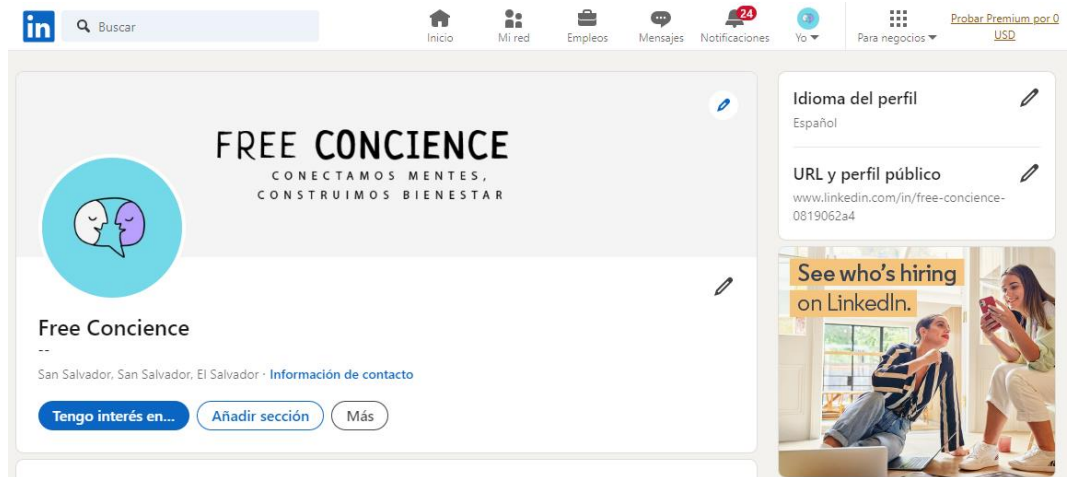 in
Buscar
Inicio
Mi red
Empleos
Mensajes
24
Notificaciones
Yo
Para negocios
Probar Premium por 0
USD
FREE CONCIENCE
CONECTAMOS MENTES,
CONSTRUIMOS BIENESTAR
Free Concience
--
San Salvador, San Salvador, El Salvador · Información de contacto
Tengo interés en...
Añadir sección
Más
Idioma del perfil
Español
URL y perfil público
www.linkedin.com/in/free-concience-
0819062a4
See who's hiring
on LinkedIn.